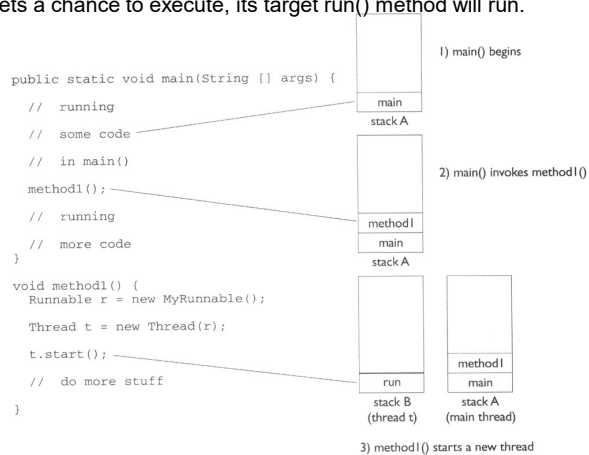 ets a chance to execute, its target run() method will run.
1) main() begins
public static void main(String [] args) {
// running
main
stack A
// some code
// in main()
2) main() invokes method1()
method1();
// running
method1
// more code
main
}
stack A
void method1() {
Runnable r = new MyRunnable();
Thread t = new Thread(r);
t.start();
method1
// do more stuff
run
main
stack B
(thread t)
stack A
(main thread)
}
3) method1() starts a new thread